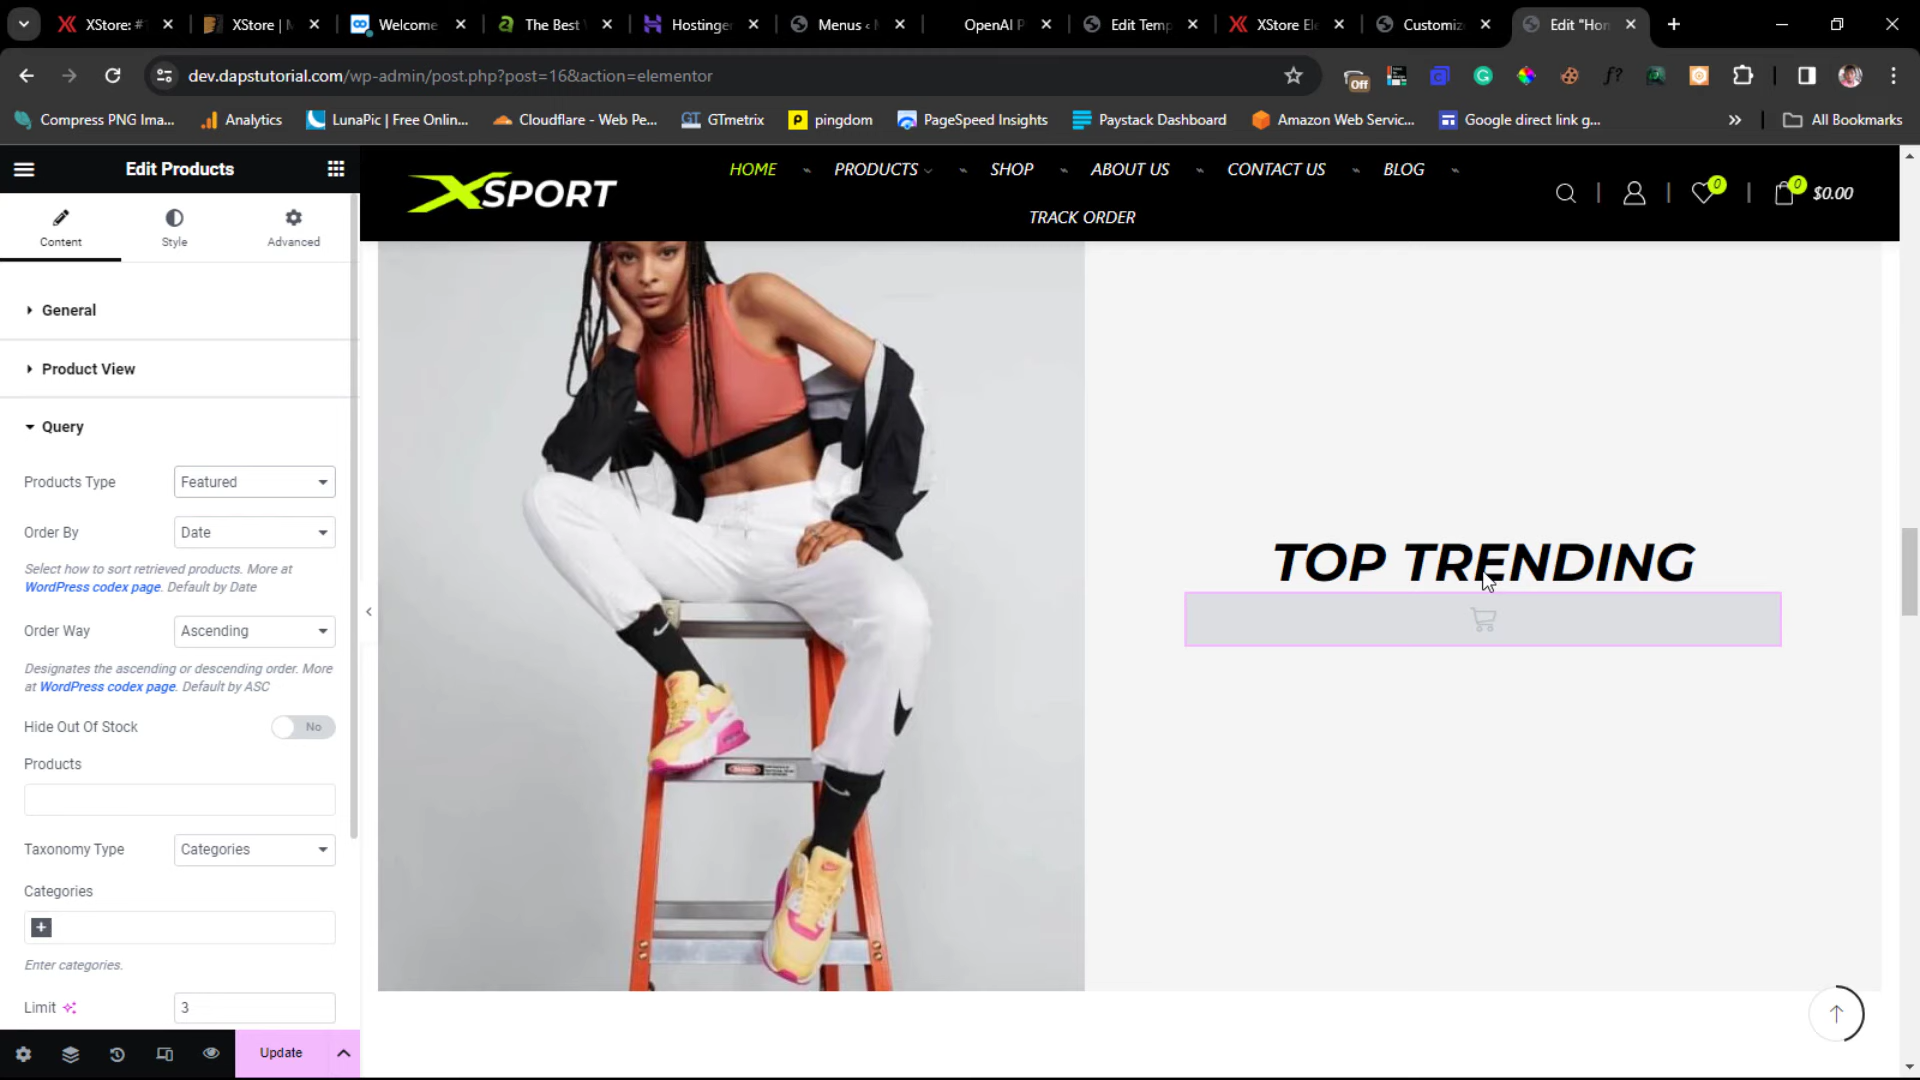 XStore: #1
XStore | M
Welcome
The Best
Hostinger
Menus ‹
OpenAI P
Edit Temp
XStore El
Customiz
Edit "Hom
dev.dapstutorial.com/wp-admin/post.php?post=16&action=elementor
Off
f?
Compress PNG Ima...
Analytics
LunaPic | Free Onlin...
Cloudflare - Web Pe...
GTmetrix
pingdom
PageSpeed Insights
Paystack Dashboard
Amazon Web Servic...
Google direct link g...
»
All Bookmarks
Edit Products
Content
Style
Advanced
General
Product View
Query
Products Type
Featured
Order By
Date
Select how to sort retrieved products. More at
WordPress codex page. Default by Date
Order Way
Ascending
Designates the ascending or descending order. More
at WordPress codex page. Default by ASC
Hide Out Of Stock
No
Products
Taxonomy Type
Categories
Categories
Enter categories.
Limit
3
Update
XSPORT
HOME
PRODUCTS
SHOP
ABOUT US
CONTACT US
BLOG
TRACK ORDER
0
0
$0.00
TOP TRENDING